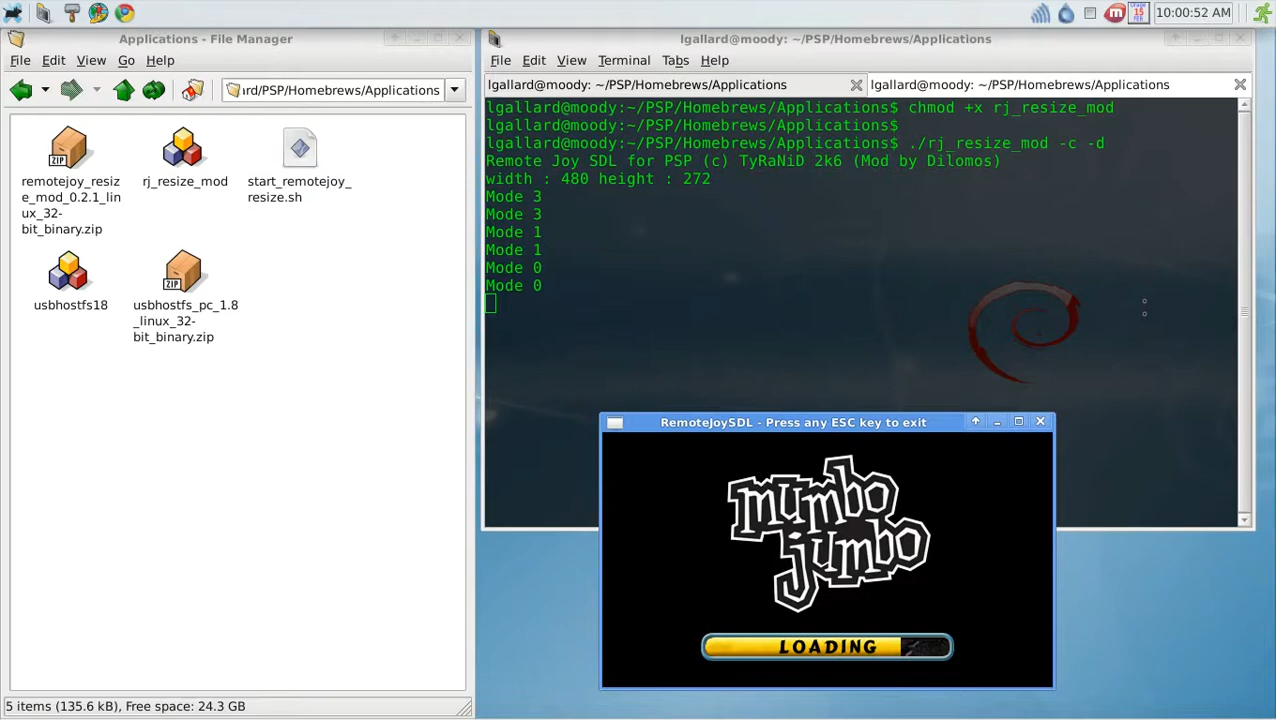 Usage
15
FEB
10:00:52 AM
Applications - File Manager
File Edit View Go Help
ırd/PSP/Homebrews/Applications
ZIP
remotejoy_resiz
e_mod_0.2.1_lin
ux_32-
bit_binary.zip
rj_resize_mod
start_remotejoy_
resize.sh
usbhostfs18
ZIP
usbhostfs_pc_1.8
_linux_32-
bit_binary.zip
5 items (135.6 kB), Free space: 24.3 GB
lgallard@moody: ~/PSP/Homebrews/Applications
File Edit View Terminal Tabs Help
lgallard@moody: ~/PSP/Homebrews/Applications
lgallard@moody: ~/PSP/Homebrews/Applications
lgallard@moody:~/PSP/Homebrews/Applications$ chmod +x rj_resize_mod
lgallard@moody:~/PSP/Homebrews/Applications$
lgallard@moody:~/PSP/Homebrews/Applications$ ./rj_resize_mod -c -d
Remote Joy SDL for PSP (c) TyRaNiD 2k6 (Mod by Dilomos)
width : 480 height : 272
Mode 3
Mode 3
Mode 1
Mode 1
Mode 0
Mode 0
RemoteJoySDL - Press any ESC key to exit
mumbo
jumbo
LOADING